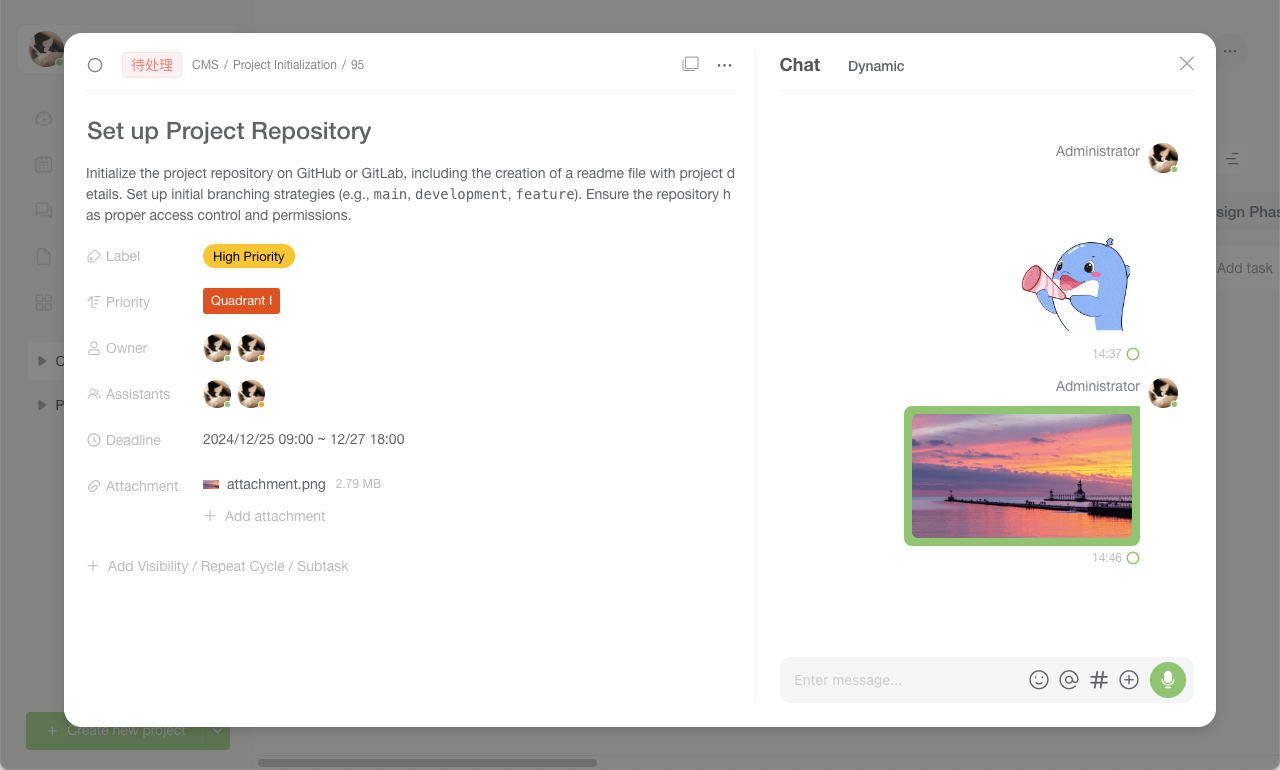 待处理 CMS / Project Initialization / 95
Set up Project Repository
Initialize the project repository on GitHub or GitLab, including the creation of a readme file with project d
etails. Set up initial branching strategies (e.g., main, development, feature). Ensure the repository h
as proper access control and permissions.
Label High Priority
Priority Quadrant I
Owner
Assistants
Deadline 2024/12/25 09:00 ~ 12/27 18:00
Attachment attachment.png 2.79 MB
Add attachment
Add Visibility / Repeat Cycle / Subtask
Chat Dynamic
Administrator
14:37
Administrator
14:46
Enter message...
sign Phas
Add task
C
P
Create new project